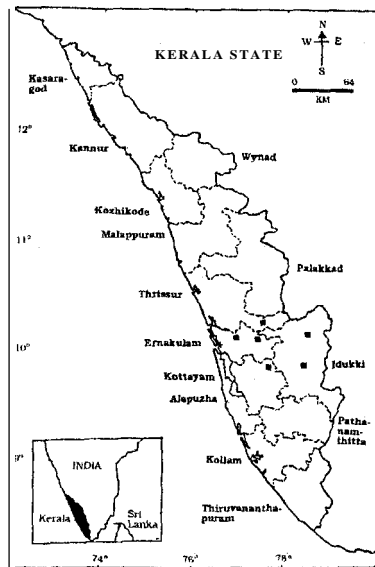 KERALA STATE
N
W E
S
0 64
KM
Kasara-
god
12°
Kannur
Wynad
Kozhikode
Malappuram
11°
Palakkad
Thrissur
Ernakulam
10°
Idukki
Kottayam
Alepuzha
Patha-
nam-
thitta
9°
Kollam
INDIA
Kerala
Sri
Lanka
Thiruvanantha-
puram
74°
76°
78°